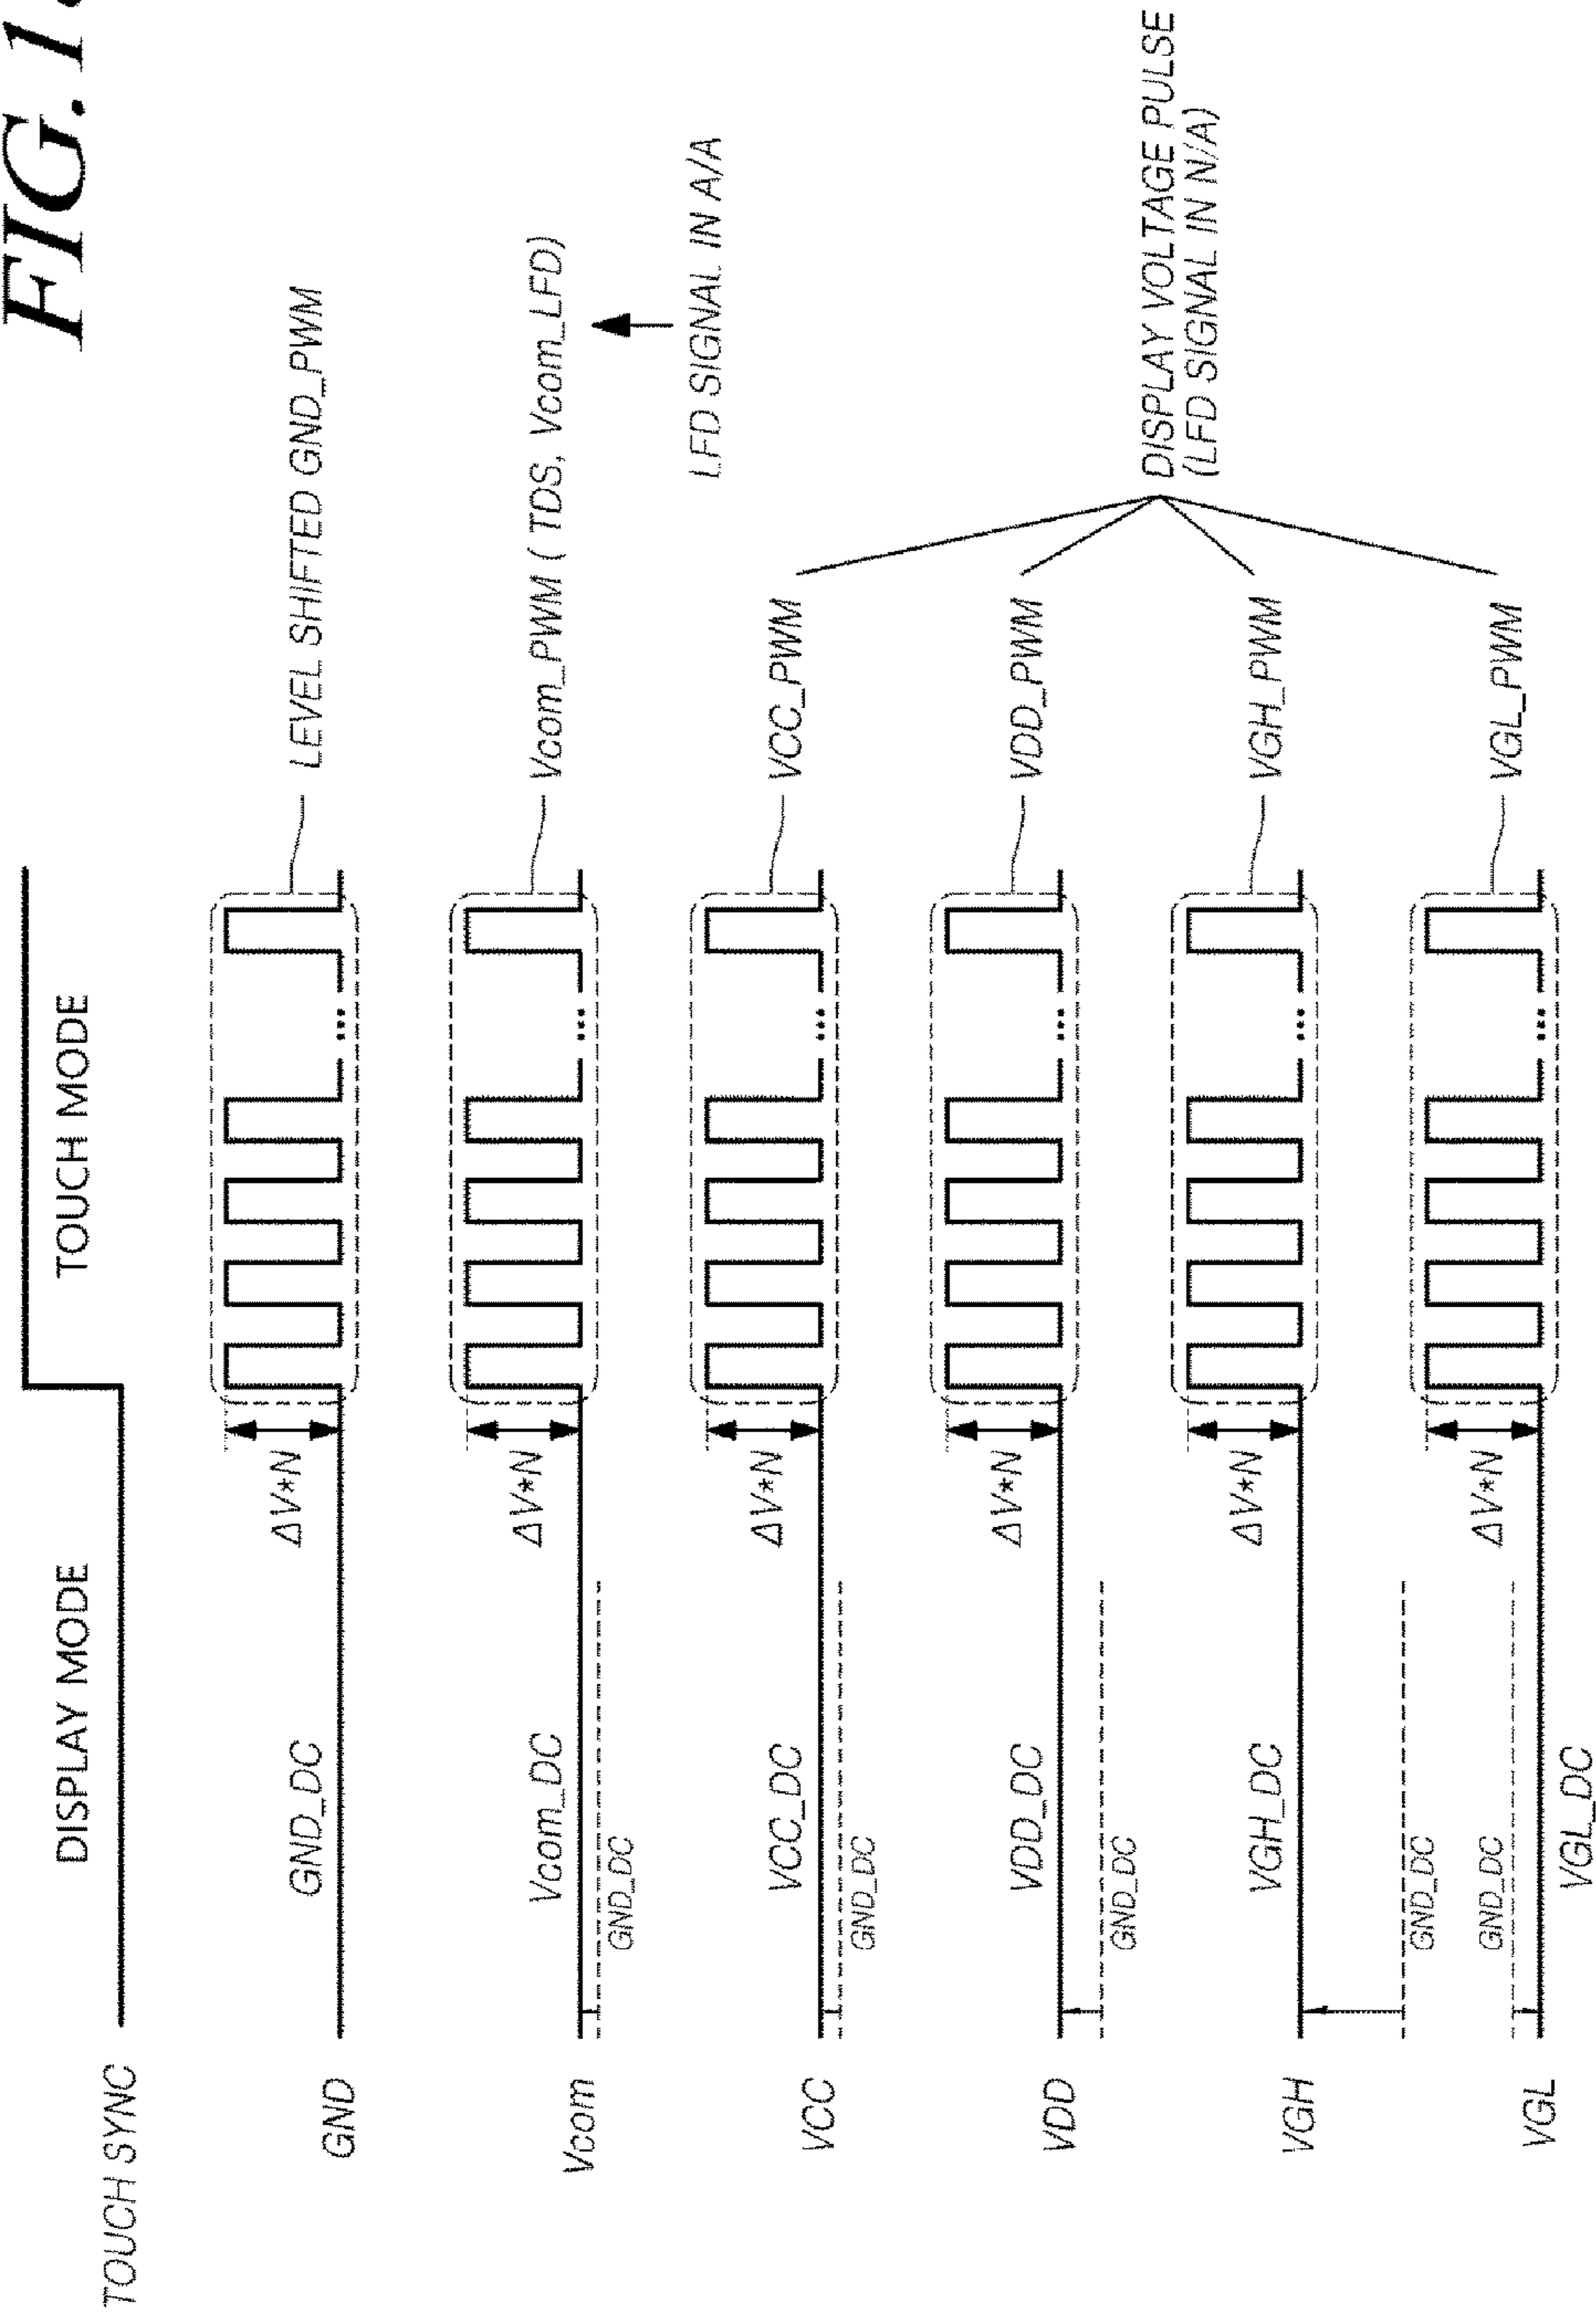 FIG. 1
TOUCH SYNC
DISPLAY MODE
TOUCH MODE
GND
GND_DC
ΔV*N
...
LEVEL SHIFTED GND_PWM
Vcom
Vcom_DC
GND_DC
ΔV*N
...
Vcom_PWM ( TDS, Vcom_LFD)
LFD SIGNAL IN A/A
VCC
VCC_DC
GND_DC
ΔV*N
...
VCC_PWM
VDD
VDD_DC
GND_DC
ΔV*N
...
VDD_PWM
DISPLAY VOLTAGE PULSE
(LFD SIGNAL IN N/A)
VGH
VGH_DC
GND_DC
ΔV*N
...
VGH_PWM
VGL
GND_DC
VGL_DC
ΔV*N
...
VGL_PWM